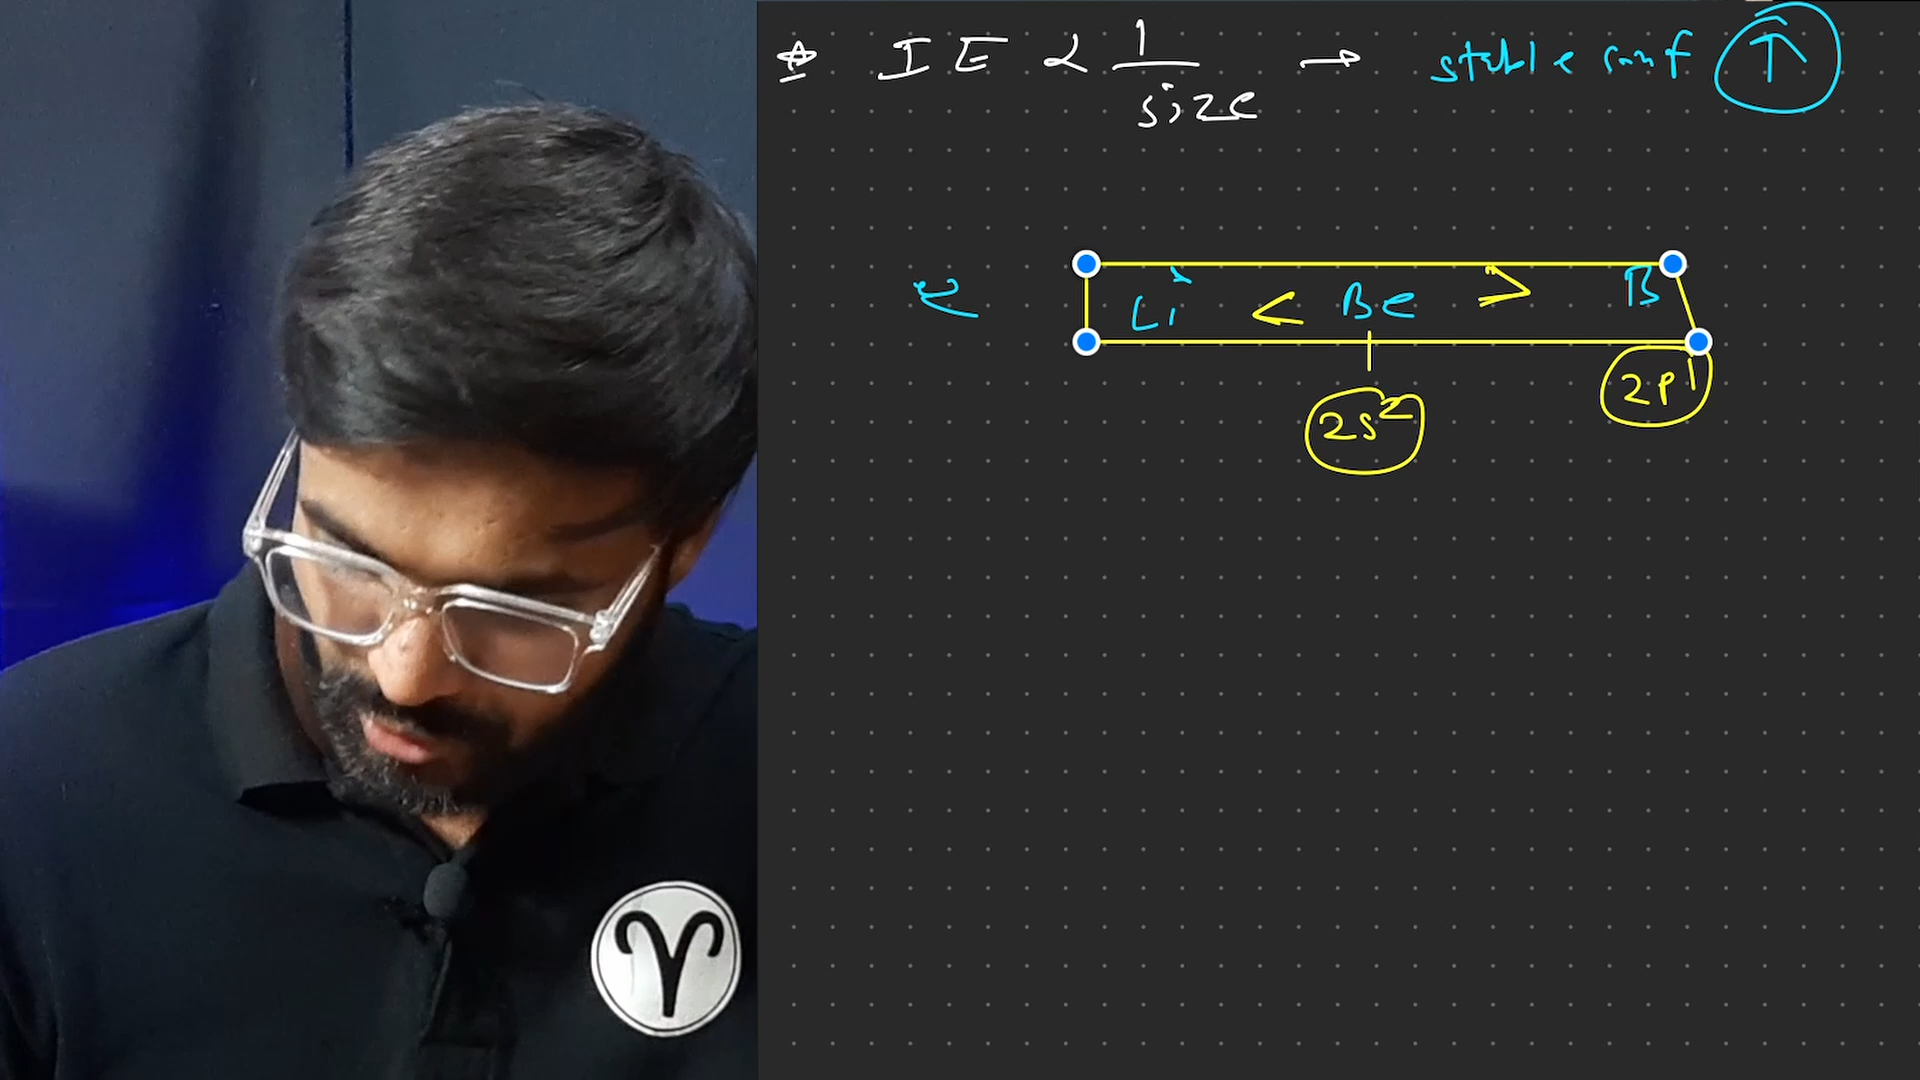 * IE α 1/size → stable conf ↑
Li < Be > B
2s² 2p¹